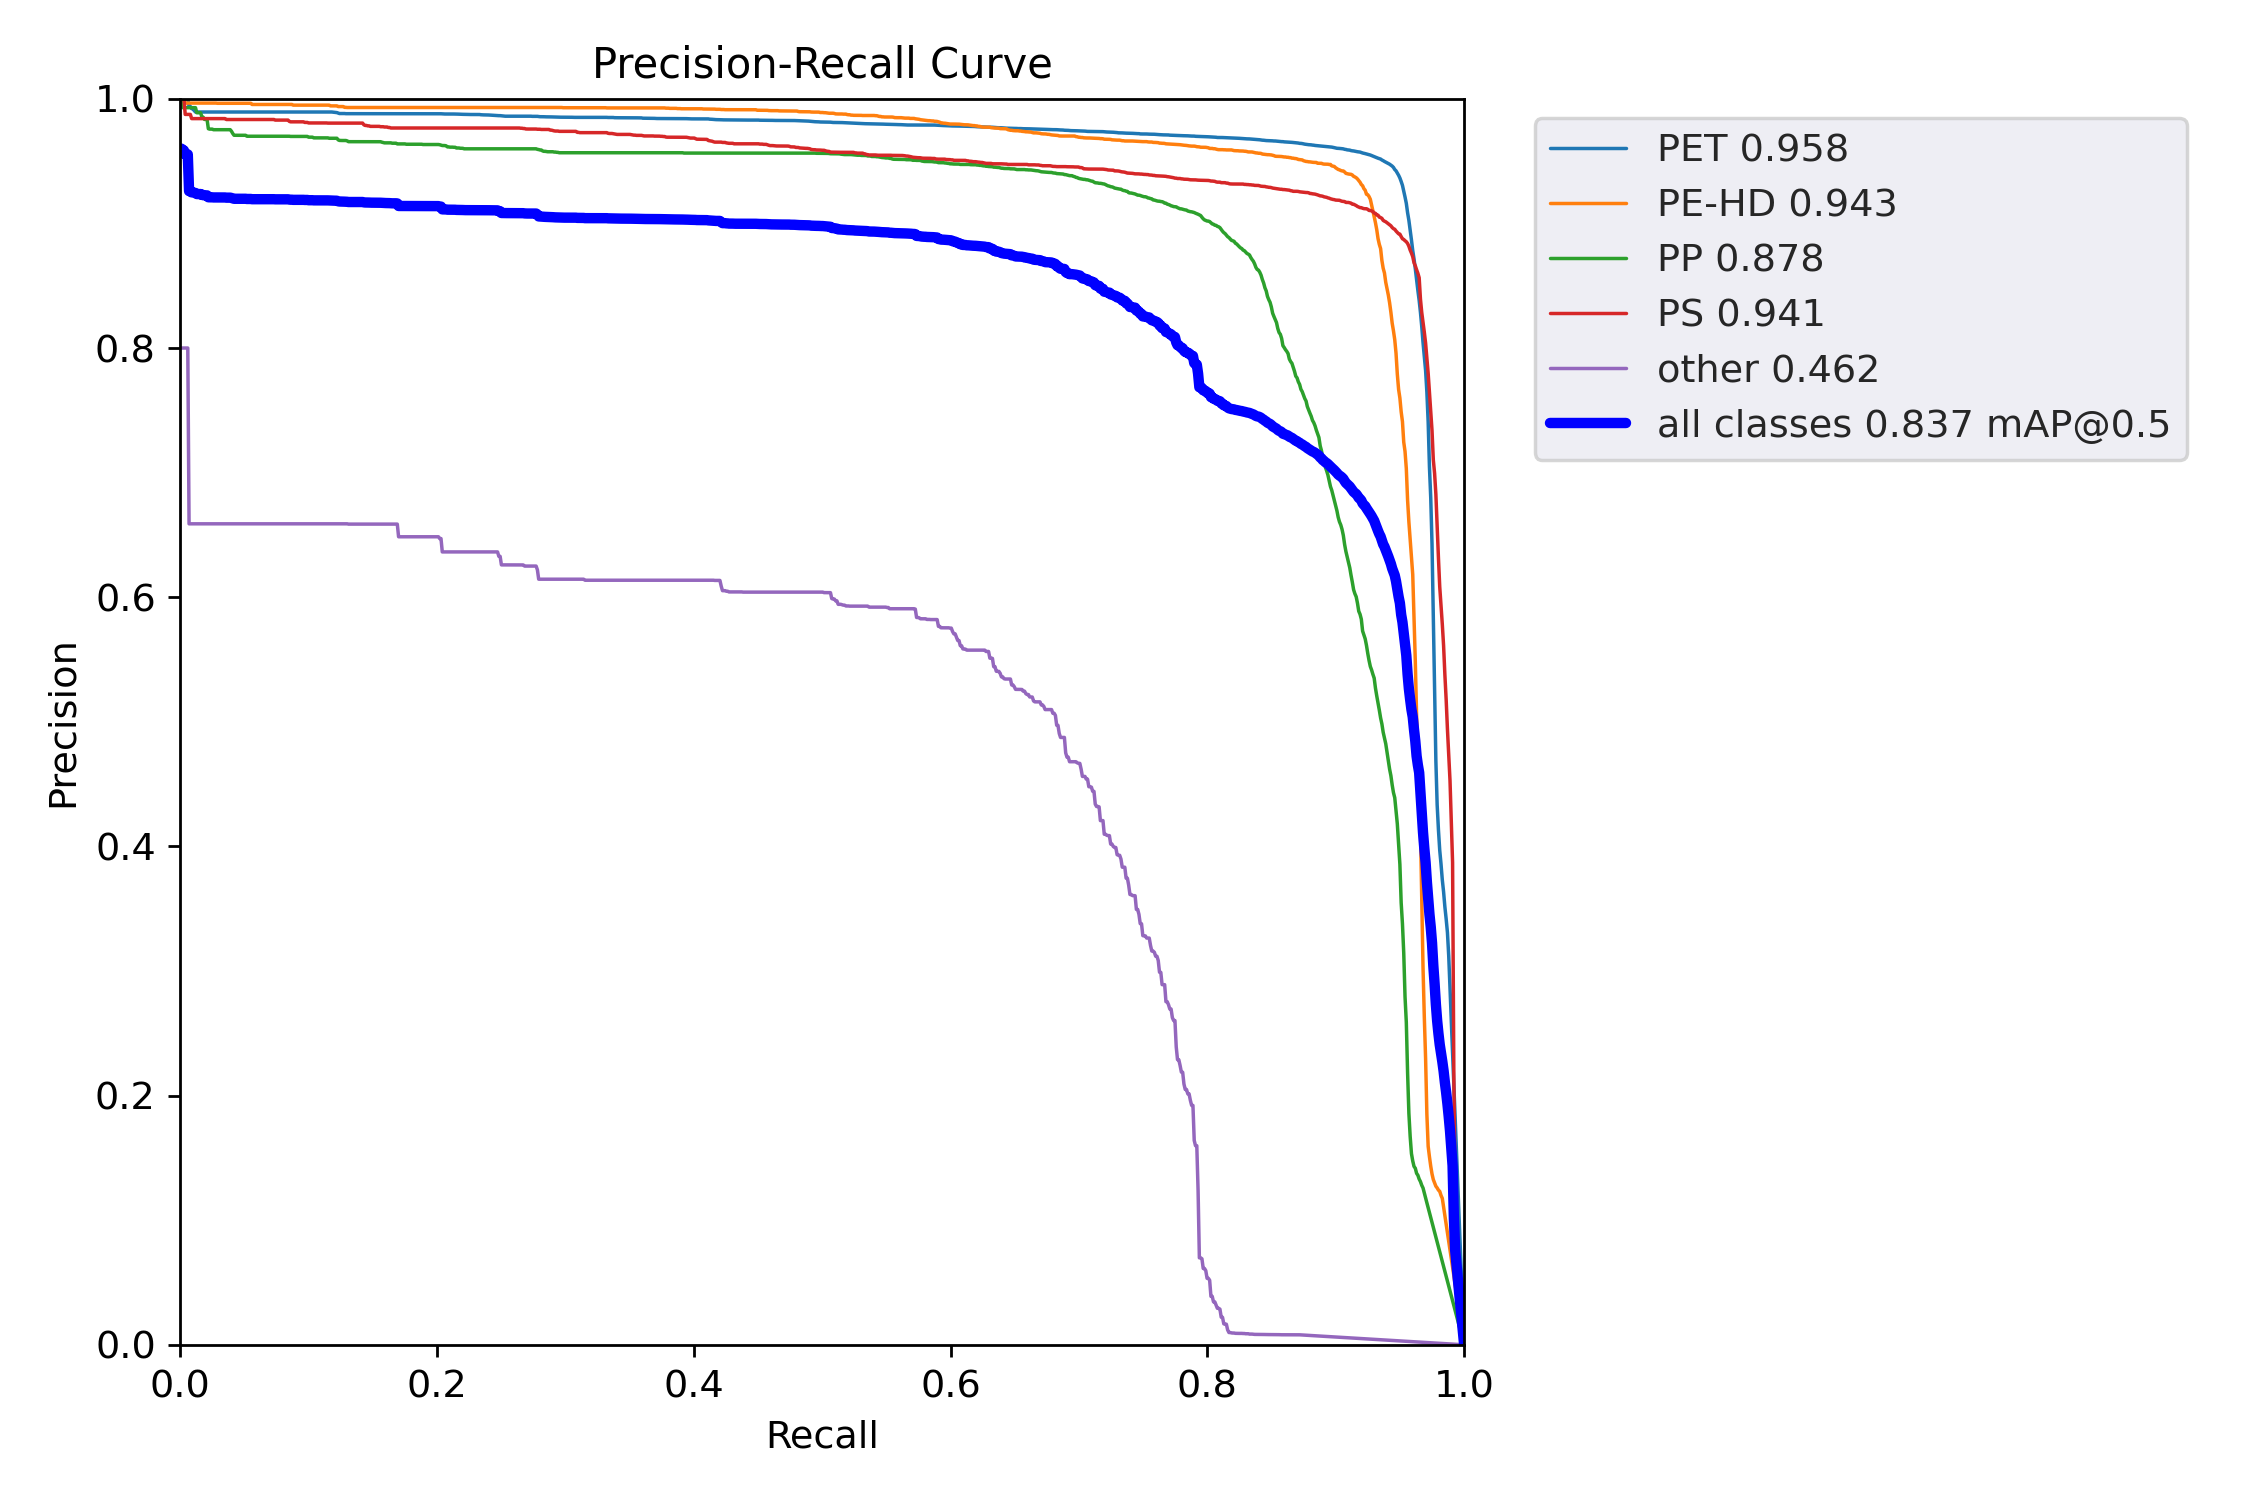 Precision-Recall Curve
1.0
0.8
0.6
0.4
0.2
0.0
Precision
0.0 0.2 0.4 0.6 0.8 1.0
Recall
PET 0.958
PE-HD 0.943
PP 0.878
PS 0.941
other 0.462
all classes 0.837 mAP@0.5